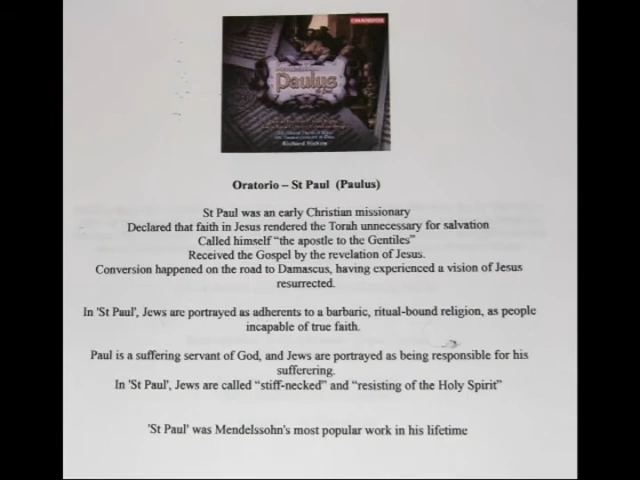 CHANDOS
Mendelssohn
Paulus
Richard Hickox
Oratorio – St Paul (Paulus)
St Paul was an early Christian missionary
Declared that faith in Jesus rendered the Torah unnecessary for salvation
Called himself “the apostle to the Gentiles”
Received the Gospel by the revelation of Jesus.
Conversion happened on the road to Damascus, having experienced a vision of Jesus
resurrected.
In 'St Paul', Jews are portrayed as adherents to a barbaric, ritual-bound religion, as people
incapable of true faith.
Paul is a suffering servant of God, and Jews are portrayed as being responsible for his
sufferering.
In 'St Paul', Jews are called “stiff-necked” and “resisting of the Holy Spirit”
'St Paul' was Mendelssohn's most popular work in his lifetime